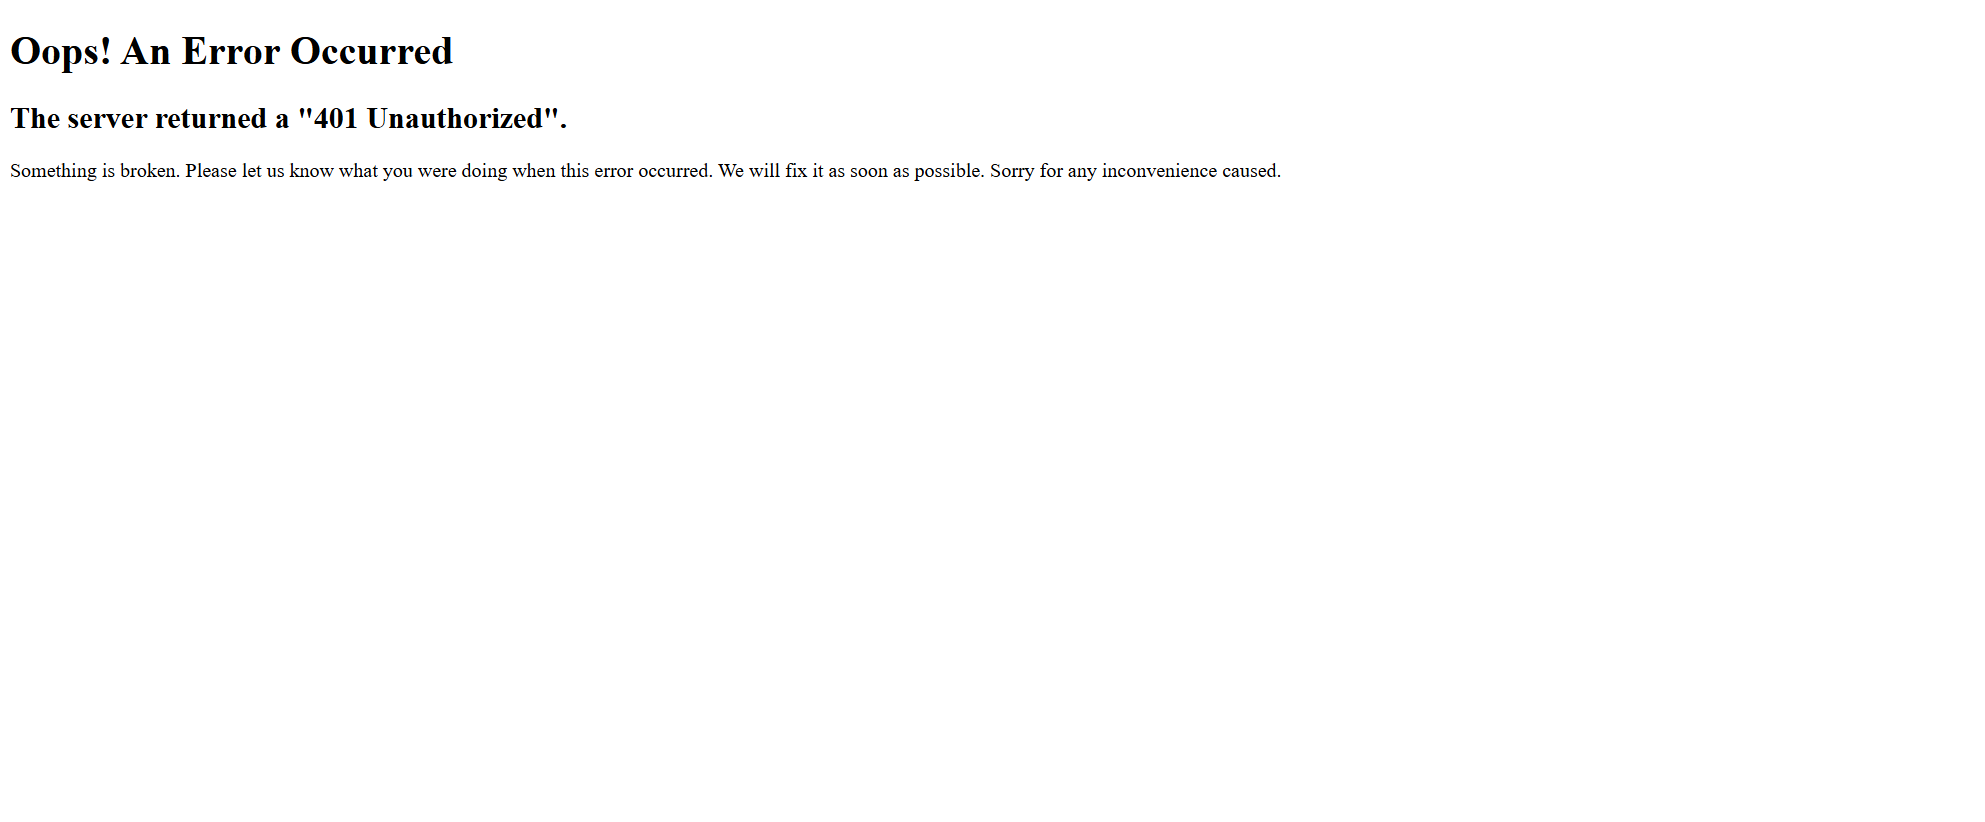 Oops! An Error Occurred
The server returned a "401 Unauthorized".
Something is broken. Please let us know what you were doing when this error occurred. We will fix it as soon as possible. Sorry for any inconvenience caused.